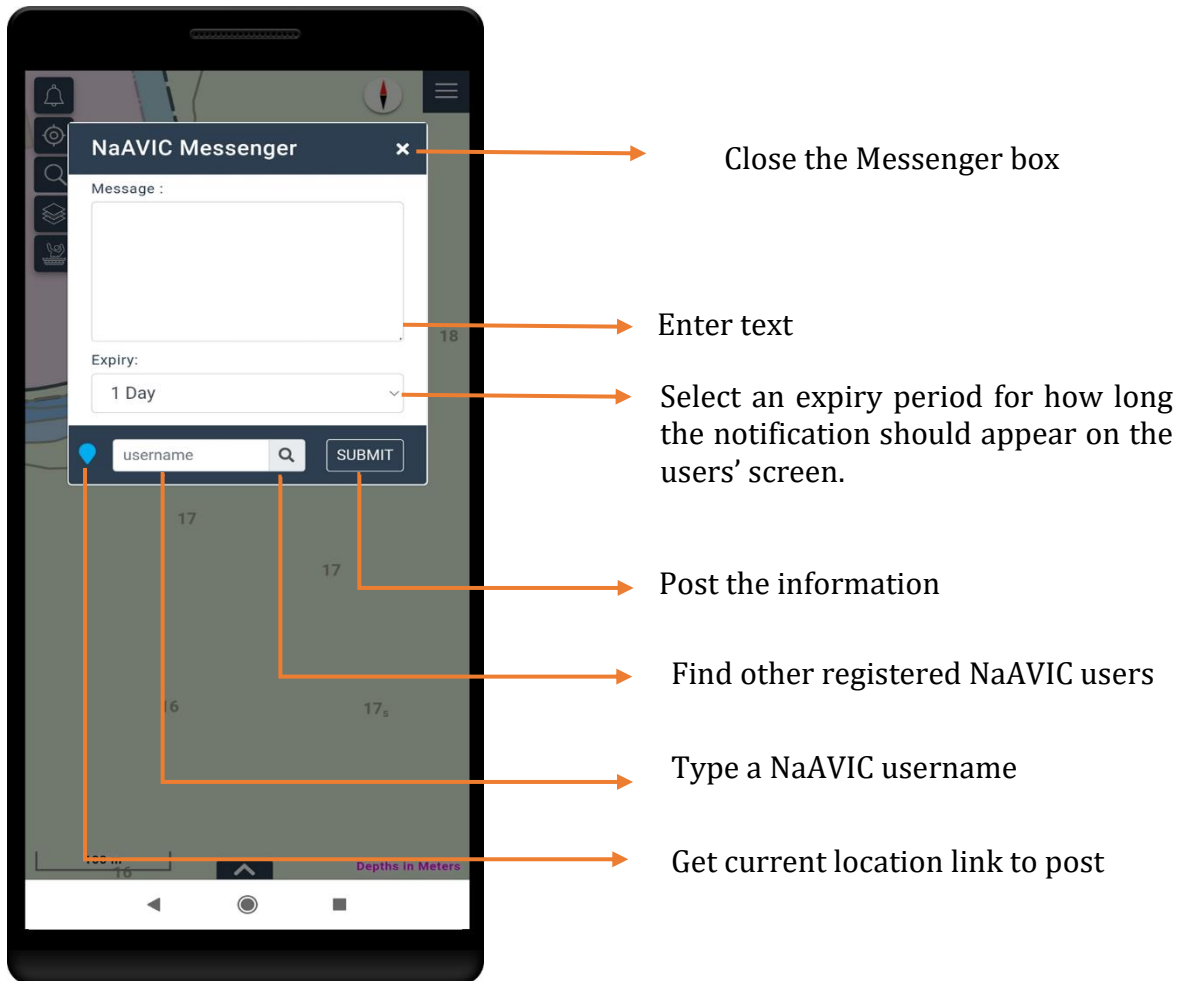 NaAVIC Messenger
Close the Messenger box
Message :
Enter text
18
Expiry:
1 Day
Select an expiry period for how long
the notification should appear on the
users’ screen.
username
SUBMIT
17
17
Post the information
Find other registered NaAVIC users
16
17₅
Type a NaAVIC username
100 m
16
Depths in Meters
Get current location link to post